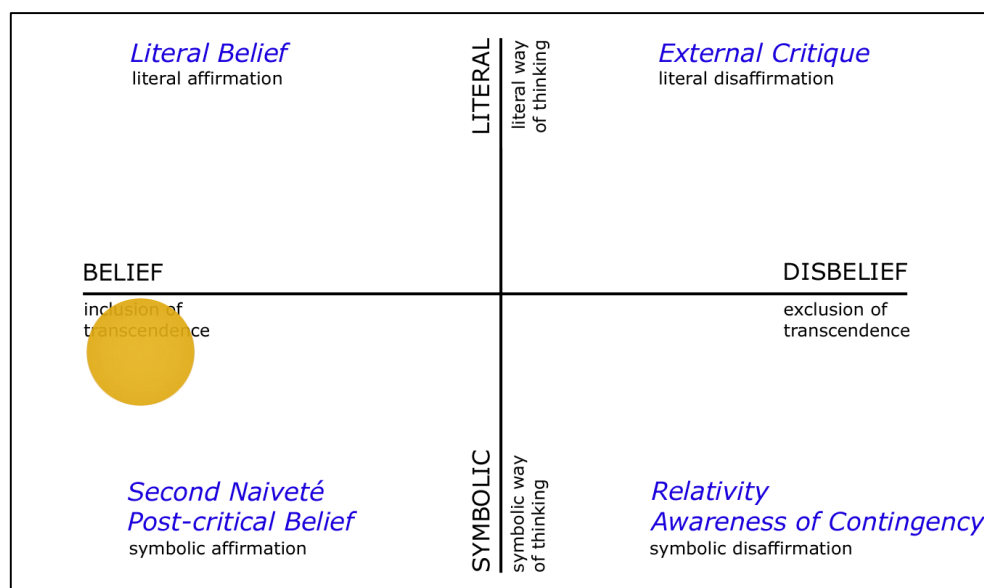 Literal Belief
literal affirmation
LITERAL
literal way
of thinking
External Critique
literal disaffirmation
BELIEF
inclusion of
transcendence
DISBELIEF
exclusion of
transcendence
Second Naiveté
Post-critical Belief
symbolic affirmation
SYMBOLIC
symbolic way
of thinking
Relativity
Awareness of Contingency
symbolic disaffirmation